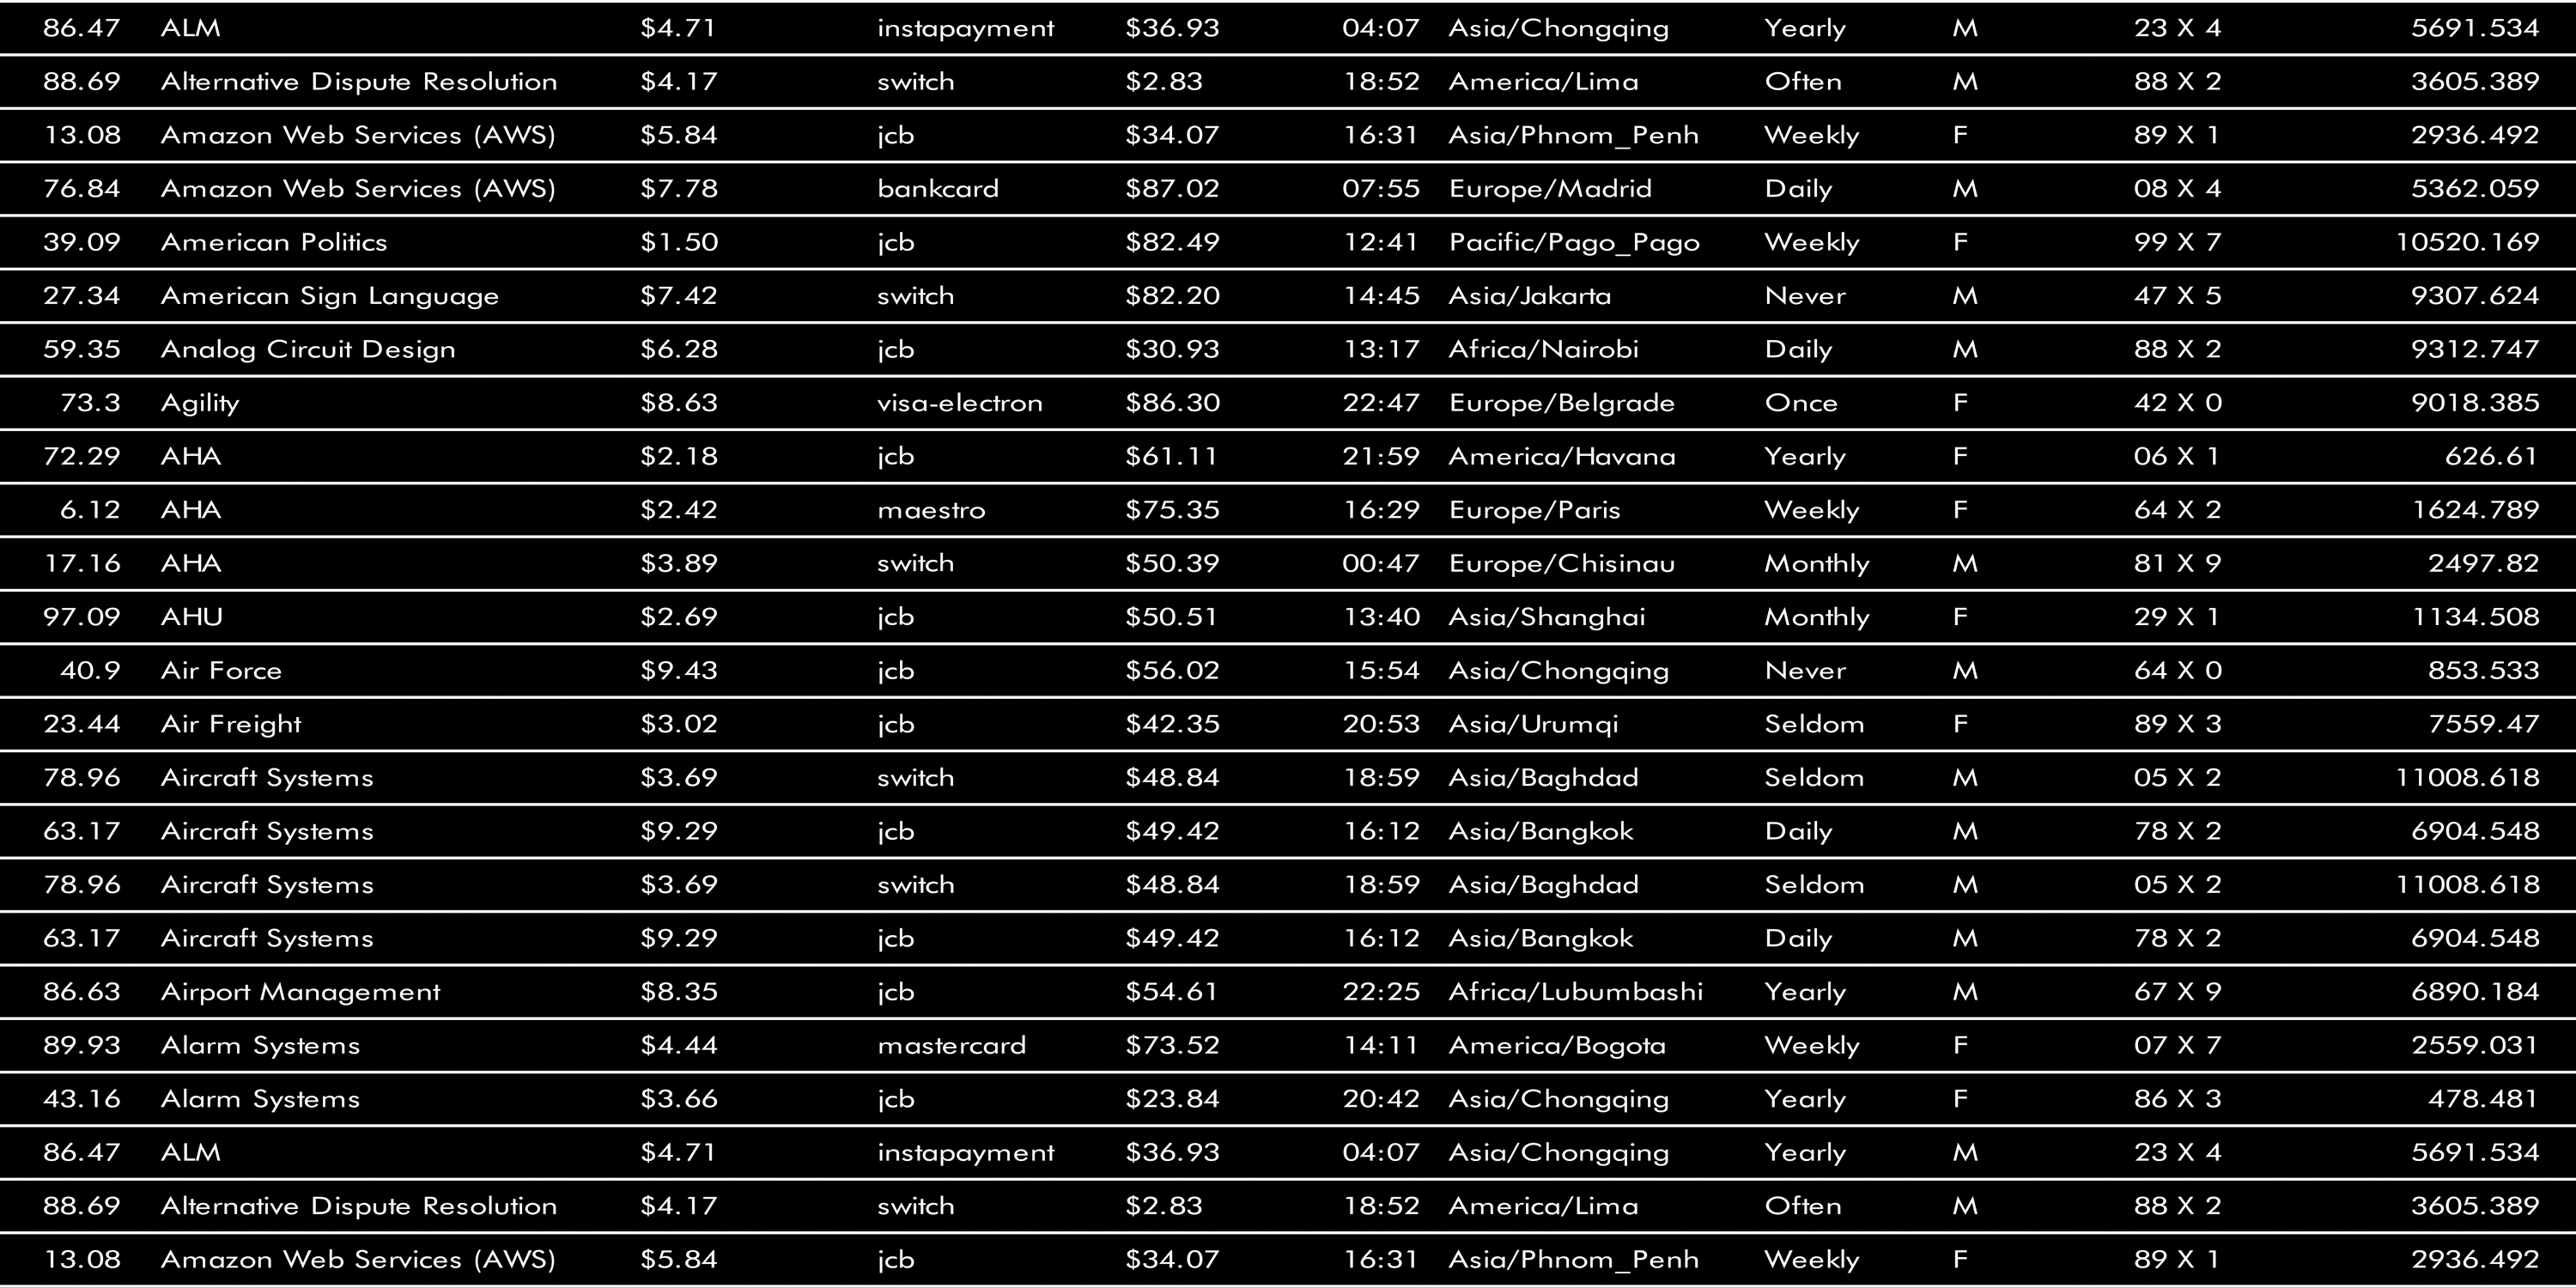 86.47 ALM $4.71 instapayment $36.93 04:07 Asia/Chongqing Yearly M 23 X 4 5691.534
88.69 Alternative Dispute Resolution $4.17 switch $2.83 18:52 America/Lima Often M 88 X 2 3605.389
13.08 Amazon Web Services (AWS) $5.84 jcb $34.07 16:31 Asia/Phnom_Penh Weekly F 89 X 1 2936.492
76.84 Amazon Web Services (AWS) $7.78 bankcard $87.02 07:55 Europe/Madrid Daily M 08 X 4 5362.059
39.09 American Politics $1.50 jcb $82.49 12:41 Pacific/Pago_Pago Weekly F 99 X 7 10520.169
27.34 American Sign Language $7.42 switch $82.20 14:45 Asia/Jakarta Never M 47 X 5 9307.624
59.35 Analog Circuit Design $6.28 jcb $30.93 13:17 Africa/Nairobi Daily M 88 X 2 9312.747
73.3 Agility $8.63 visa-electron $86.30 22:47 Europe/Belgrade Once F 42 X 0 9018.385
72.29 AHA $2.18 jcb $61.11 21:59 America/Havana Yearly F 06 X 1 626.61
6.12 AHA $2.42 maestro $75.35 16:29 Europe/Paris Weekly F 64 X 2 1624.789
17.16 AHA $3.89 switch $50.39 00:47 Europe/Chisinau Monthly M 81 X 9 2497.82
97.09 AHU $2.69 jcb $50.51 13:40 Asia/Shanghai Monthly F 29 X 1 1134.508
40.9 Air Force $9.43 jcb $56.02 15:54 Asia/Chongqing Never M 64 X 0 853.533
23.44 Air Freight $3.02 jcb $42.35 20:53 Asia/Urumqi Seldom F 89 X 3 7559.47
78.96 Aircraft Systems $3.69 switch $48.84 18:59 Asia/Baghdad Seldom M 05 X 2 11008.618
63.17 Aircraft Systems $9.29 jcb $49.42 16:12 Asia/Bangkok Daily M 78 X 2 6904.548
78.96 Aircraft Systems $3.69 switch $48.84 18:59 Asia/Baghdad Seldom M 05 X 2 11008.618
63.17 Aircraft Systems $9.29 jcb $49.42 16:12 Asia/Bangkok Daily M 78 X 2 6904.548
86.63 Airport Management $8.35 jcb $54.61 22:25 Africa/Lubumbashi Yearly M 67 X 9 6890.184
89.93 Alarm Systems $4.44 mastercard $73.52 14:11 America/Bogota Weekly F 07 X 7 2559.031
43.16 Alarm Systems $3.66 jcb $23.84 20:42 Asia/Chongqing Yearly F 86 X 3 478.481
86.47 ALM $4.71 instapayment $36.93 04:07 Asia/Chongqing Yearly M 23 X 4 5691.534
88.69 Alternative Dispute Resolution $4.17 switch $2.83 18:52 America/Lima Often M 88 X 2 3605.389
13.08 Amazon Web Services (AWS) $5.84 jcb $34.07 16:31 Asia/Phnom_Penh Weekly F 89 X 1 2936.492